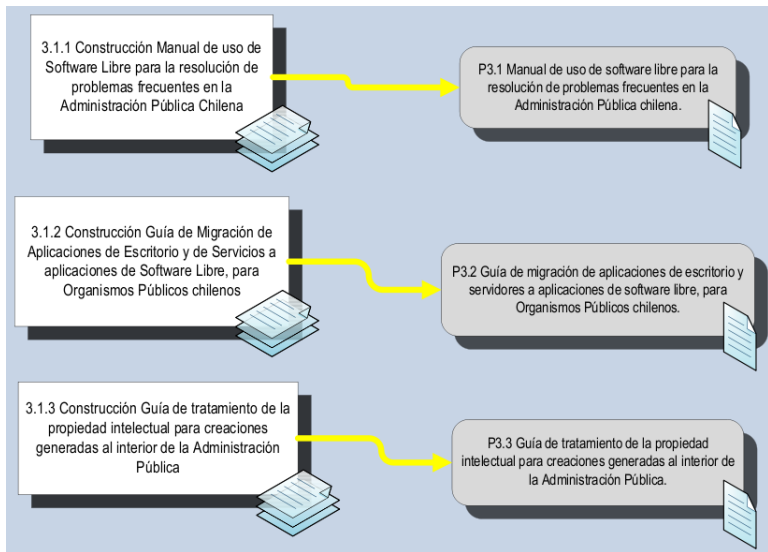 3.1.1 Construcción Manual de uso de
Software Libre para la resolución de
problemas frecuentes en la
Administración Pública Chilena
P3.1 Manual de uso de software libre para la
resolución de problemas frecuentes en la
Administración Pública chilena.
3.1.2 Construcción Guía de Migración de
Aplicaciones de Escritorio y de Servicios a
aplicaciones de Software Libre, para
Organismos Públicos chilenos
P3.2 Guía de migración de aplicaciones de escritorio y
servidores a aplicaciones de software libre, para
Organismos Públicos chilenos.
3.1.3 Construcción Guía de tratamiento de la
propiedad intelectual para creaciones
generadas al interior de la Administración
Pública
P3.3 Guía de tratamiento de la propiedad
intelectual para creaciones generadas al interior de
la Administración Pública.